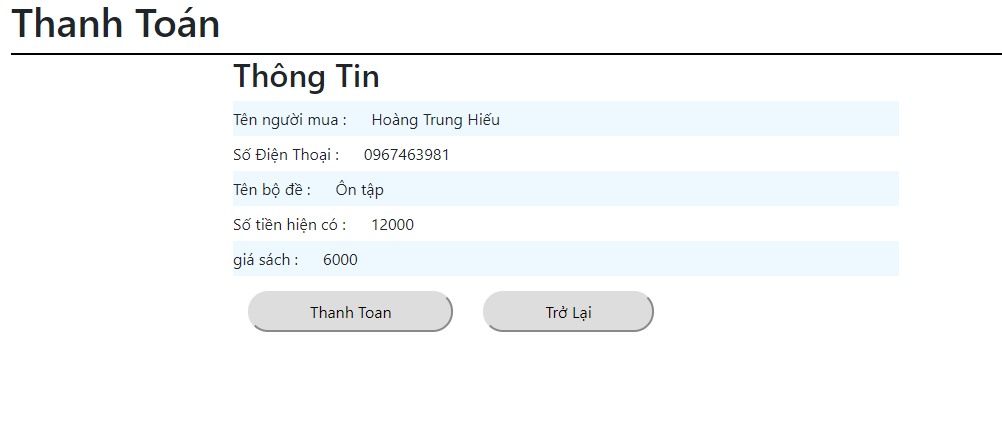 Thanh Toán
Thông Tin
Tên người mua : Hoàng Trung Hiếu
Số Điện Thoại : 0967463981
Tên bộ đề : Ôn tập
Số tiền hiện có : 12000
giá sách : 6000
Thanh Toan Trở Lại